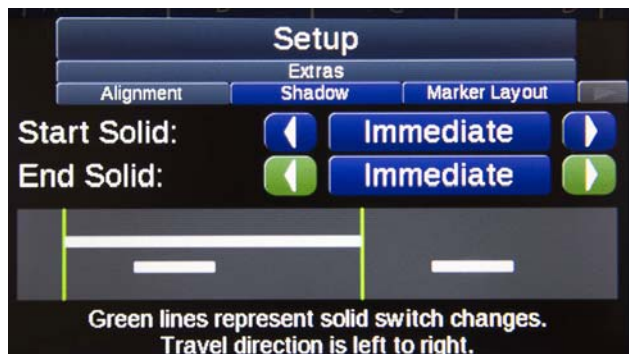 Setup
Extras
Alignment Shadow Marker Layout
Start Solid: Immediate
End Solid: Immediate
Green lines represent solid switch changes.
Travel direction is left to right.